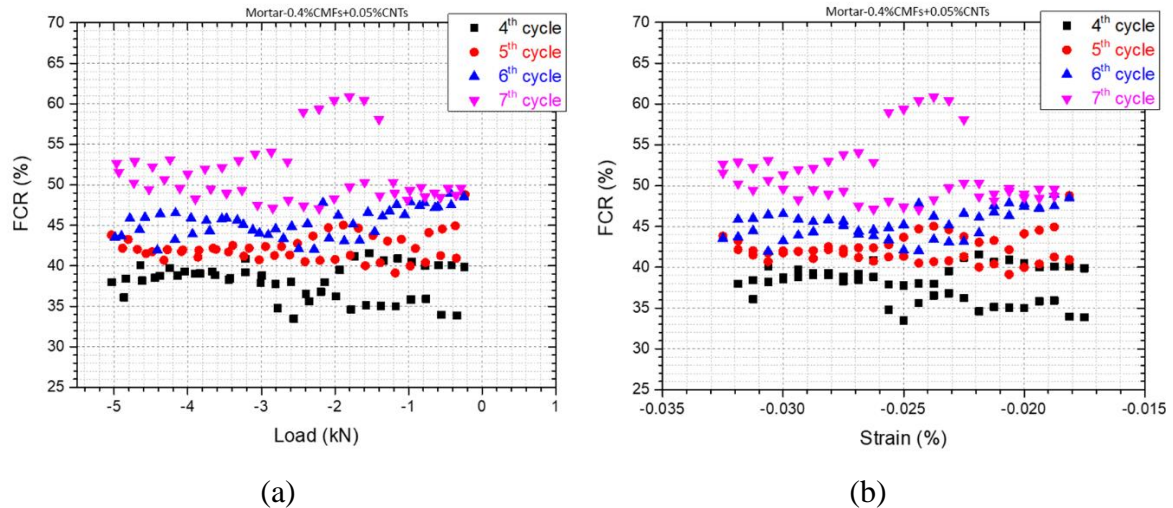 Mortar-0.4%CMFs+0.05%CNTs
4th cycle
5th cycle
6th cycle
7th cycle
70
65
60
55
50
45
40
35
30
25
FCR (%)
-5 -4 -3 -2 -1 0 1
Load (kN)
(a)
Mortar-0.4%CMFs+0.05%CNTs
4th cycle
5th cycle
6th cycle
7th cycle
70
65
60
55
50
45
40
35
30
25
FCR (%)
-0.035 -0.030 -0.025 -0.020 -0.015
Strain (%)
(b)